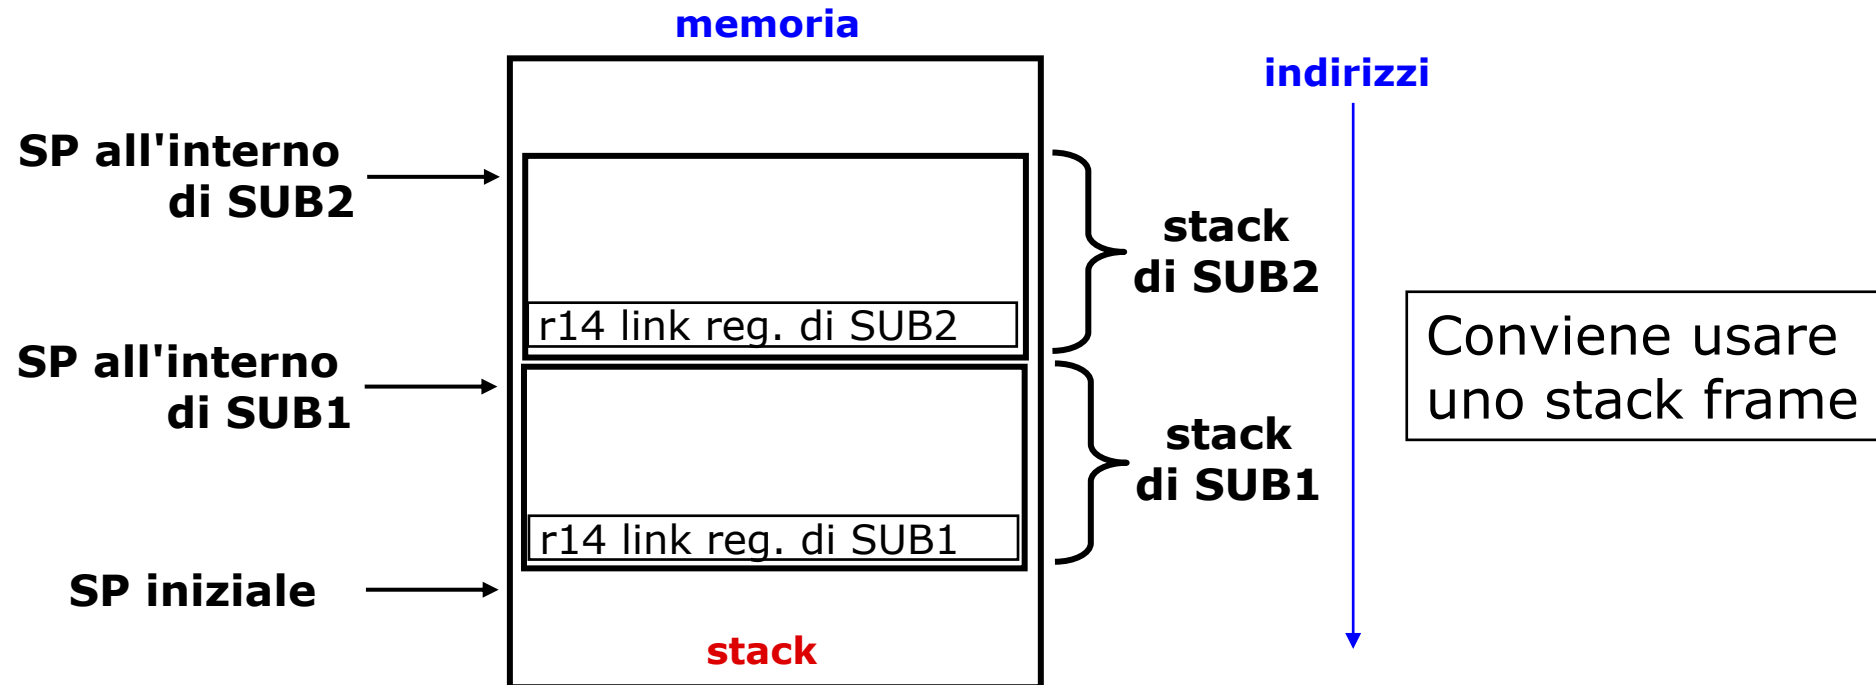 memoria
indirizzi
SP all'interno
di SUB2
stack
di SUB2
r14 link reg. di SUB2
Conviene usare
uno stack frame
SP all'interno
di SUB1
stack
di SUB1
r14 link reg. di SUB1
SP iniziale
stack